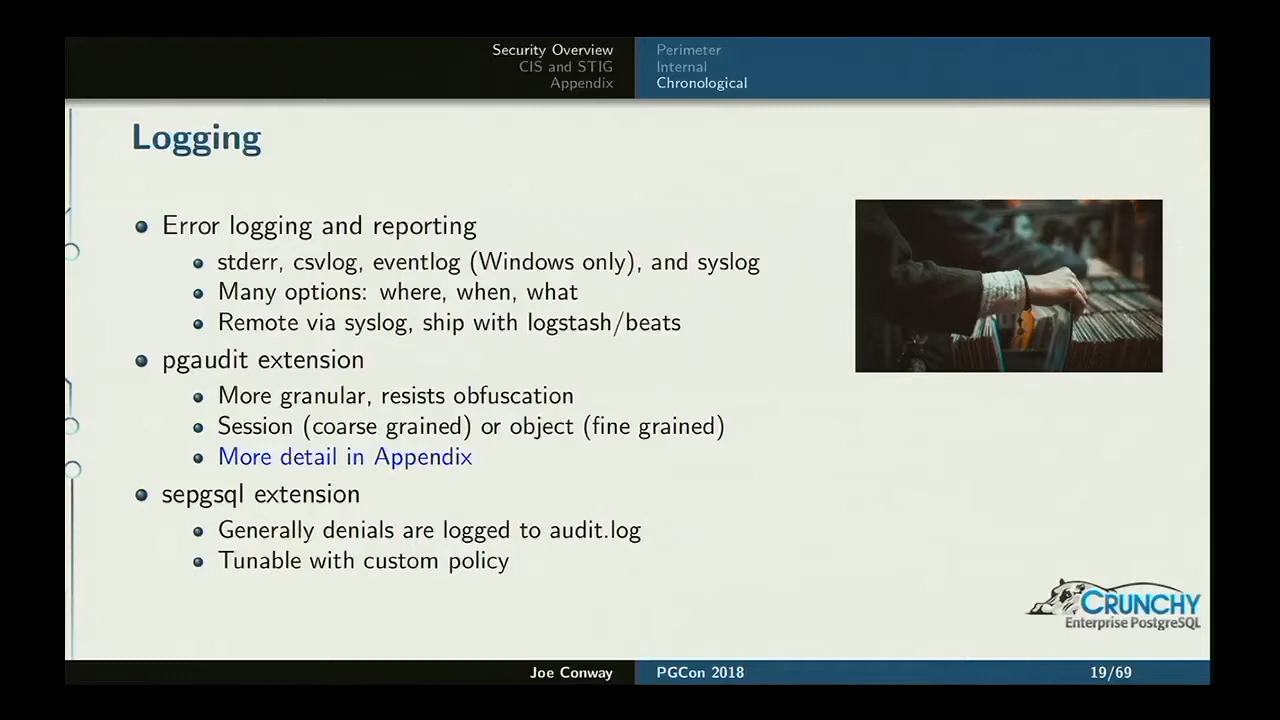 Security Overview
CIS and STIG
Appendix
Perimeter
Internal
Chronological
Logging
Error logging and reporting
stderr, csvlog, eventlog (Windows only), and syslog
Many options: where, when, what
Remote via syslog, ship with logstash/beats
pgaudit extension
More granular, resists obfuscation
Session (coarse grained) or object (fine grained)
More detail in Appendix
sepgsql extension
Generally denials are logged to audit.log
Tunable with custom policy
CRUNCHY
Enterprise PostgreSQL
Joe Conway
PGCon 2018
19/69